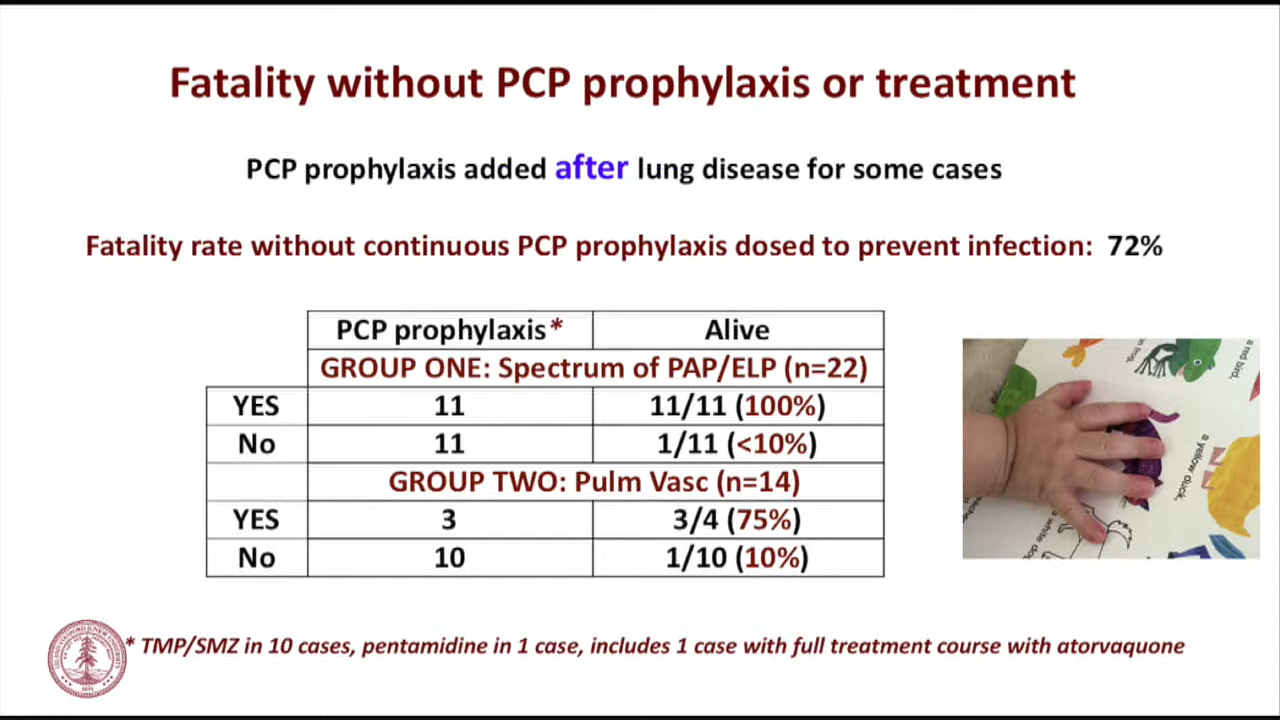 Fatality without PCP prophylaxis or treatment
PCP prophylaxis added after lung disease for some cases
Fatality rate without continuous PCP prophylaxis dosed to prevent infection: 72%
PCP prophylaxis* Alive
GROUP ONE: Spectrum of PAP/ELP (n=22)
YES 11 11/11 (100%)
No 11 1/11 (<10%)
GROUP TWO: Pulm Vasc (n=14)
YES 3 3/4 (75%)
No 10 1/10 (10%)
a red bird,
a yellow duck,
* TMP/SMZ in 10 cases, pentamidine in 1 case, includes 1 case with full treatment course with atorvaquone